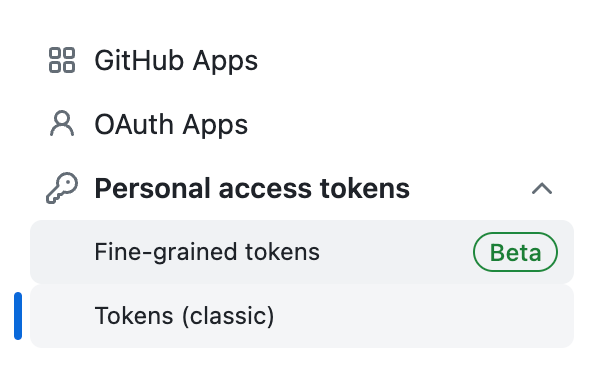 GitHub Apps
OAuth Apps
Personal access tokens
Fine-grained tokens Beta
Tokens (classic)